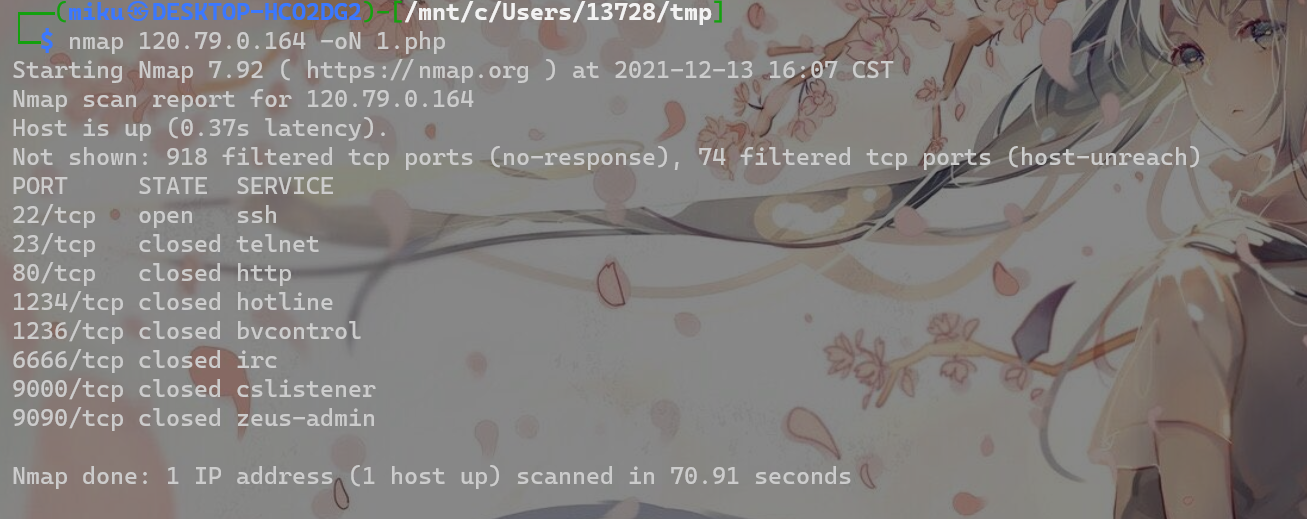 ┌──(miku㉿DESKTOP-HCO2DG2)-[/mnt/c/Users/13728/tmp]
└─$ nmap 120.79.0.164 -oN 1.php
Starting Nmap 7.92 ( https://nmap.org ) at 2021-12-13 16:07 CST
Nmap scan report for 120.79.0.164
Host is up (0.37s latency).
Not shown: 918 filtered tcp ports (no-response), 74 filtered tcp ports (host-unreach)
PORT     STATE  SERVICE
22/tcp   open   ssh
23/tcp   closed telnet
80/tcp   closed http
1234/tcp closed hotline
1236/tcp closed bvcontrol
6666/tcp closed irc
9000/tcp closed cslistener
9090/tcp closed zeus-admin
Nmap done: 1 IP address (1 host up) scanned in 70.91 seconds